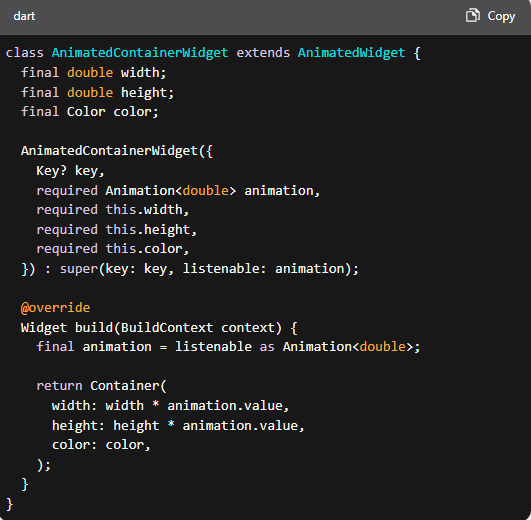 dart
Copy
class AnimatedContainerWidget extends AnimatedWidget {
  final double width;
  final double height;
  final Color color;

  AnimatedContainerWidget({
    Key? key,
    required Animation<double> animation,
    required this.width,
    required this.height,
    required this.color,
  }) : super(key: key, listenable: animation);

  @override
  Widget build(BuildContext context) {
    final animation = listenable as Animation<double>;

    return Container(
      width: width * animation.value,
      height: height * animation.value,
      color: color,
    );
  }
}